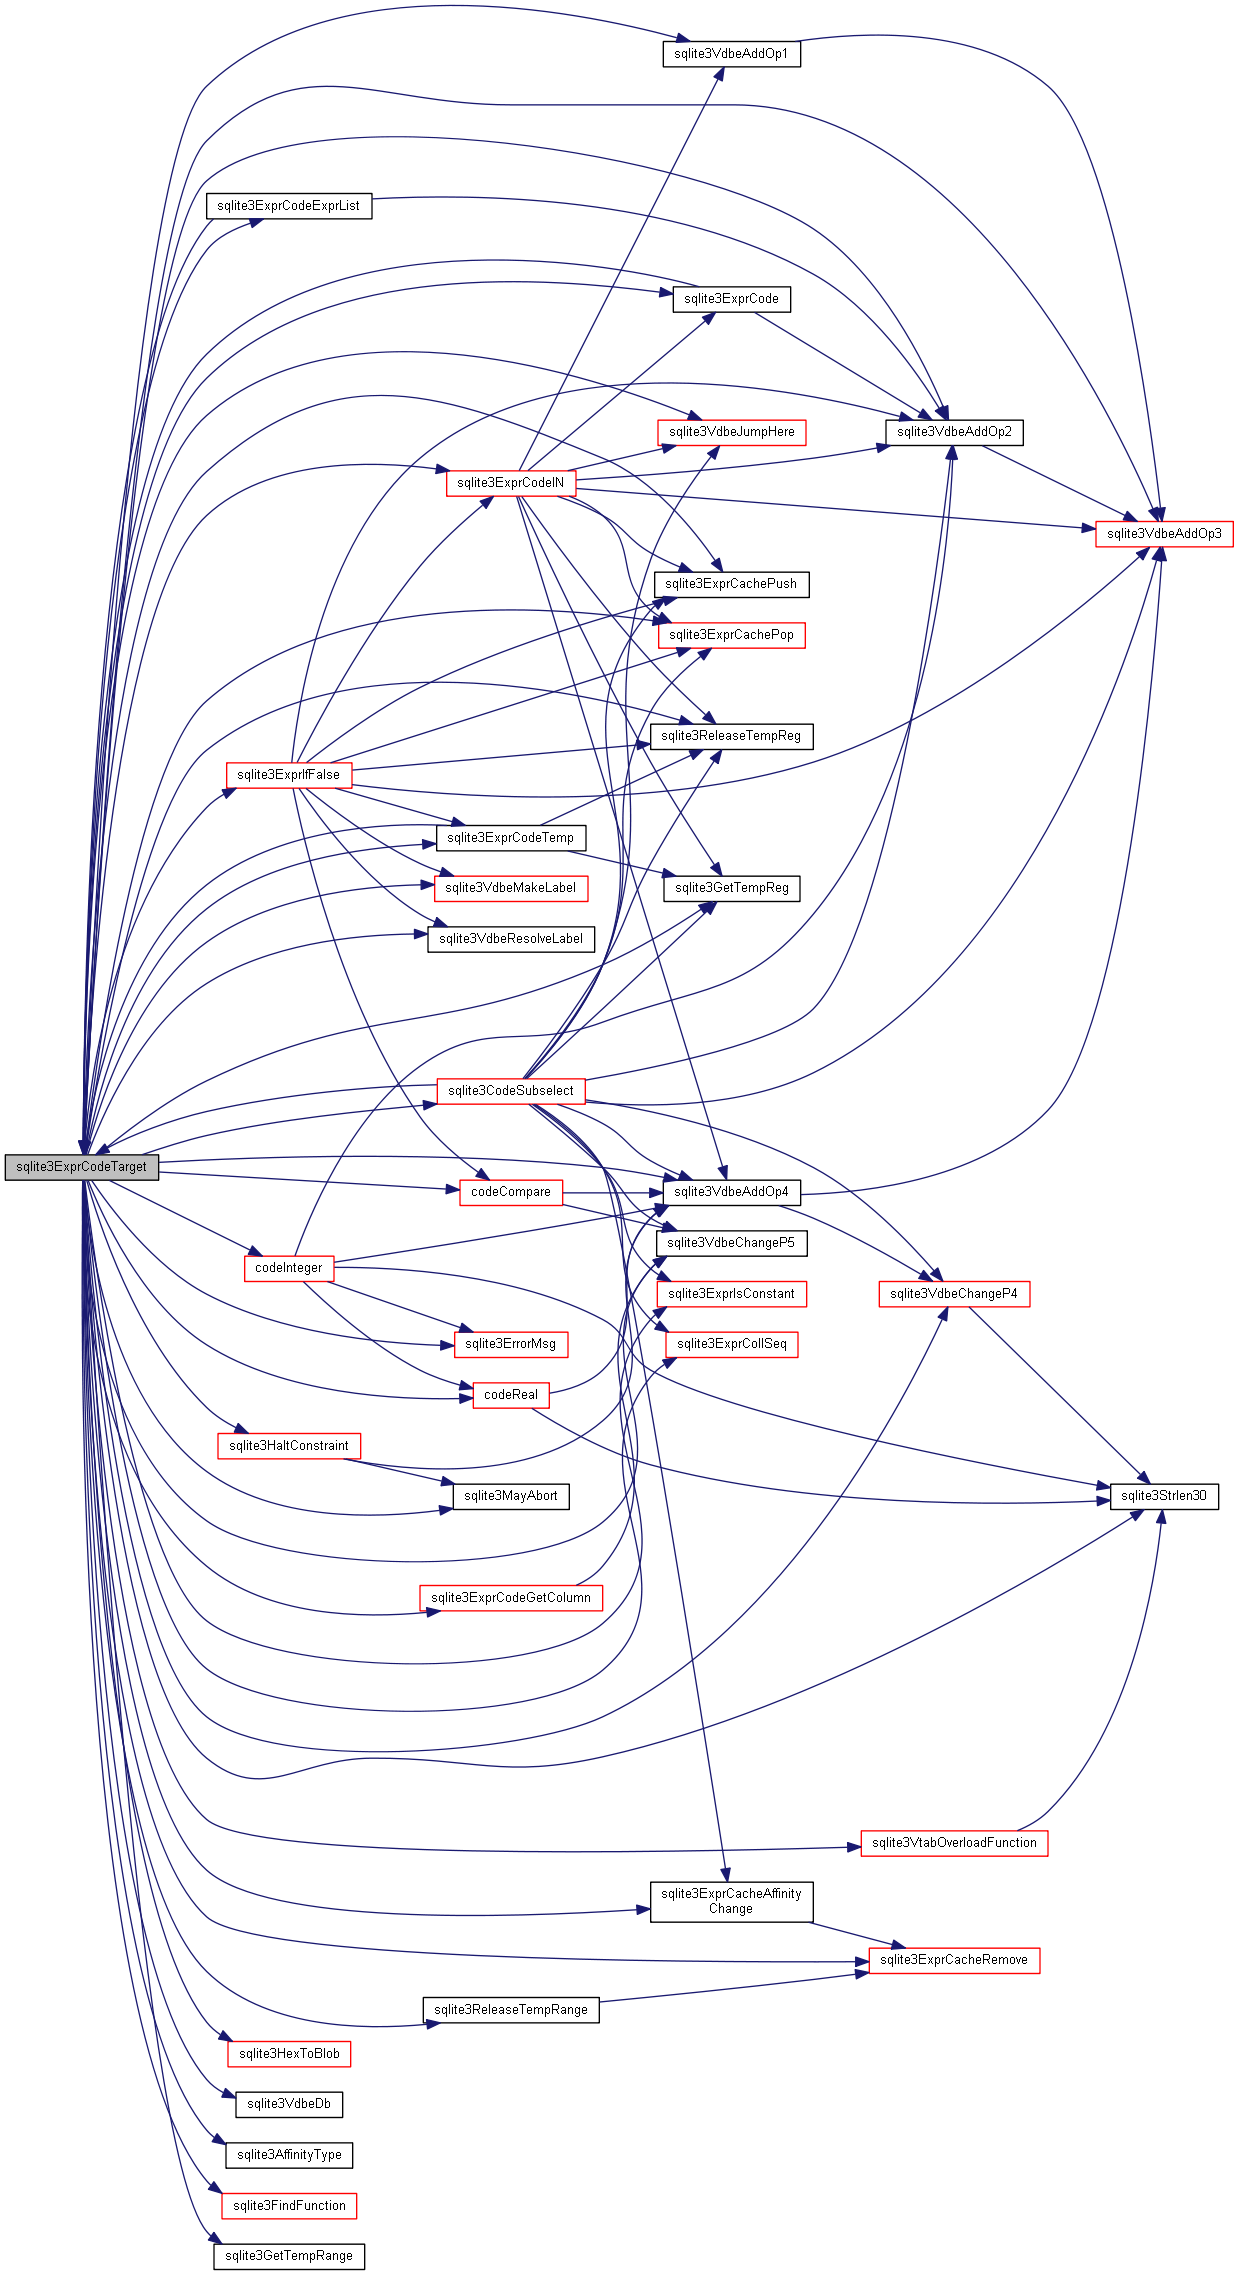 sqlite3VdbeAddOp1
sqlite3ExprCodeExprList
sqlite3ExprCode
sqlite3VdbeJumpHere
sqlite3VdbeAddOp2
sqlite3ExprCodeIN
sqlite3VdbeAddOp3
sqlite3ExprCachePush
sqlite3ExprCachePop
sqlite3ReleaseTempReg
sqlite3ExprIfFalse
sqlite3ExprCodeTemp
sqlite3VdbeMakeLabel
sqlite3GetTempReg
sqlite3VdbeResolveLabel
sqlite3CodeSubselect
sqlite3ExprCodeTarget
codeCompare
sqlite3VdbeAddOp4
sqlite3VdbeChangeP5
codeInteger
sqlite3ExprIsConstant
sqlite3VdbeChangeP4
sqlite3ErrorMsg
sqlite3ExprCollSeq
codeReal
sqlite3HaltConstraint
sqlite3MayAbort
sqlite3Strlen30
sqlite3ExprCodeGetColumn
sqlite3VtabOverloadFunction
sqlite3ExprCacheAffinity
Change
sqlite3ExprCacheRemove
sqlite3ReleaseTempRange
sqlite3HexToBlob
sqlite3VdbeDb
sqlite3AffinityType
sqlite3FindFunction
sqlite3GetTempRange